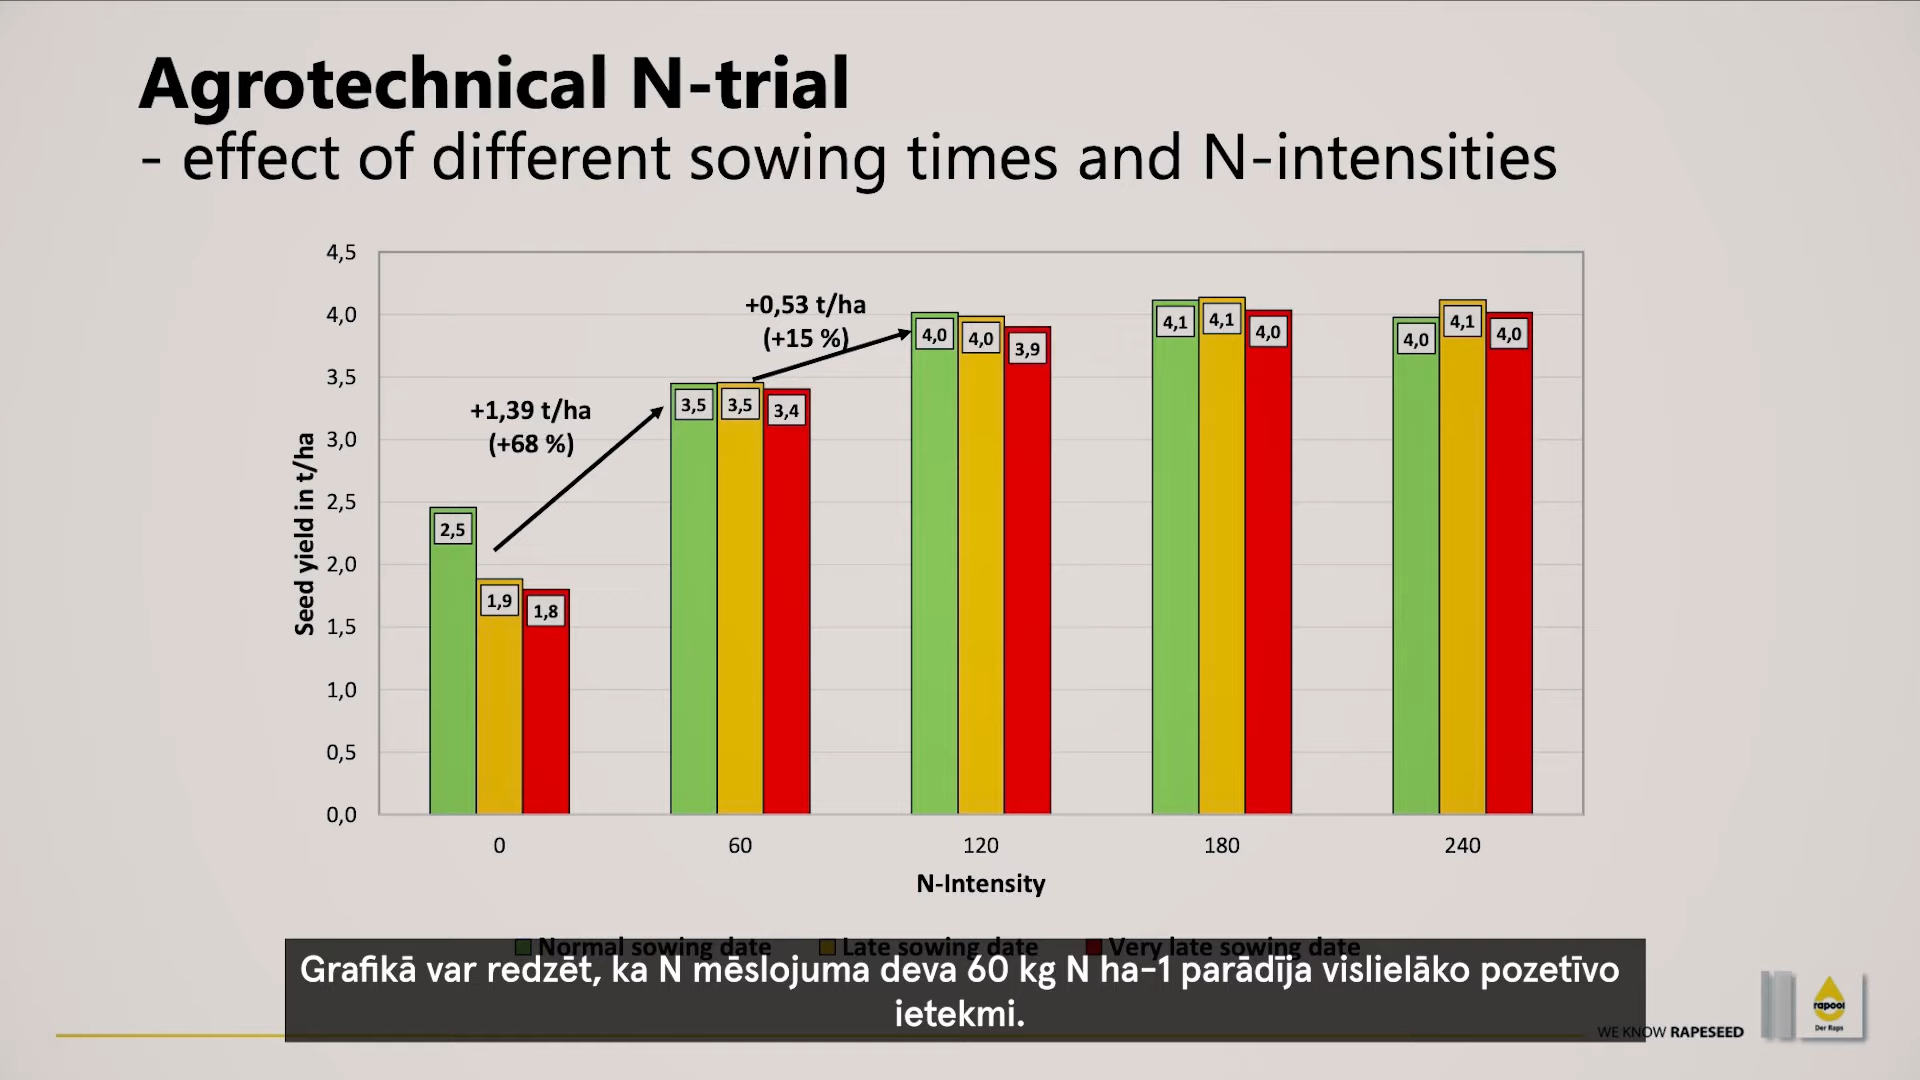 Agrotechnical N-trial
- effect of different sowing times and N-intensities
4,5
4,0
3,5
3,0
2,5
2,0
1,5
1,0
0,5
0,0
Seed yield in t/ha
+1,39 t/ha
(+68 %)
+0,53 t/ha
(+15 %)
2,5
1,9
1,8
3,5
3,5
3,4
4,0
4,0
3,9
4,1
4,1
4,0
4,0
4,1
4,0
0
60
120
180
240
N-Intensity
Normal sowing date
Late sowing date
Very late sowing date
Grafikā var redzēt, ka N mēslojuma deva 60 kg N ha-1 parādīja vislielāko pozetīvo
ietekmi.
WE KNOW RAPESEED
rapool
Der Raps